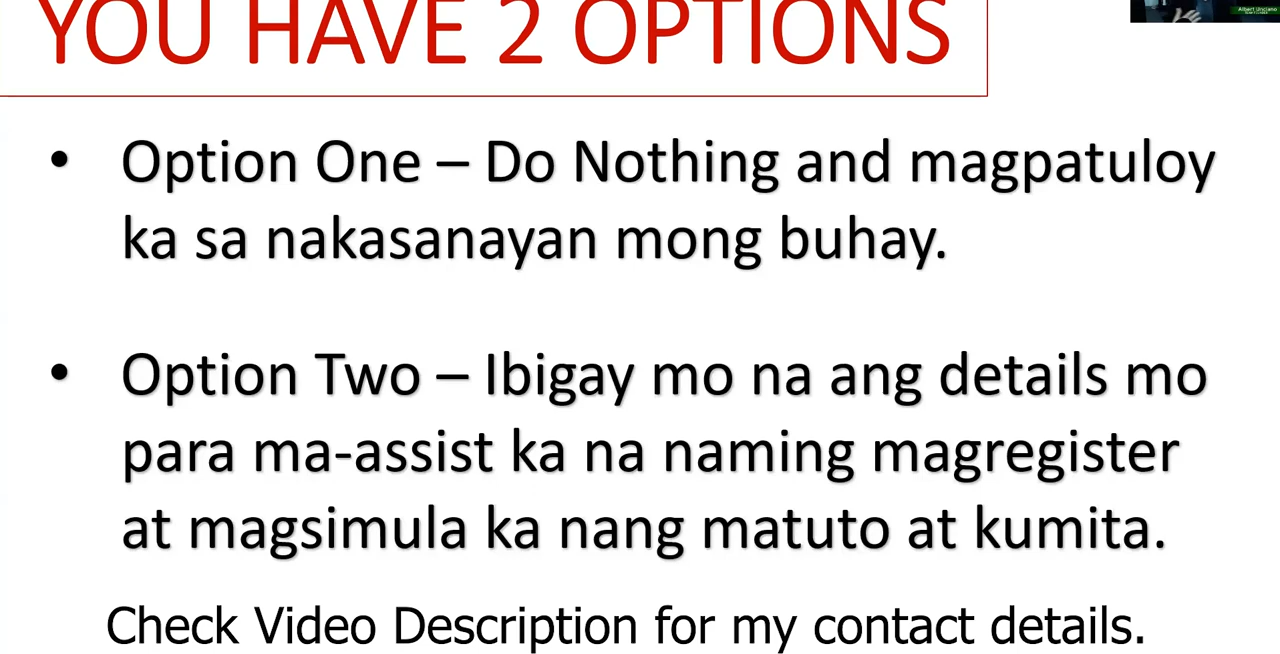 YOU HAVE 2 OPTIONS
• Option One – Do Nothing and magpatuloy
ka sa nakasanayan mong buhay.
• Option Two – Ibigay mo na ang details mo
para ma-assist ka na naming magregister
at magsimula ka nang matuto at kumita.
Check Video Description for my contact details.